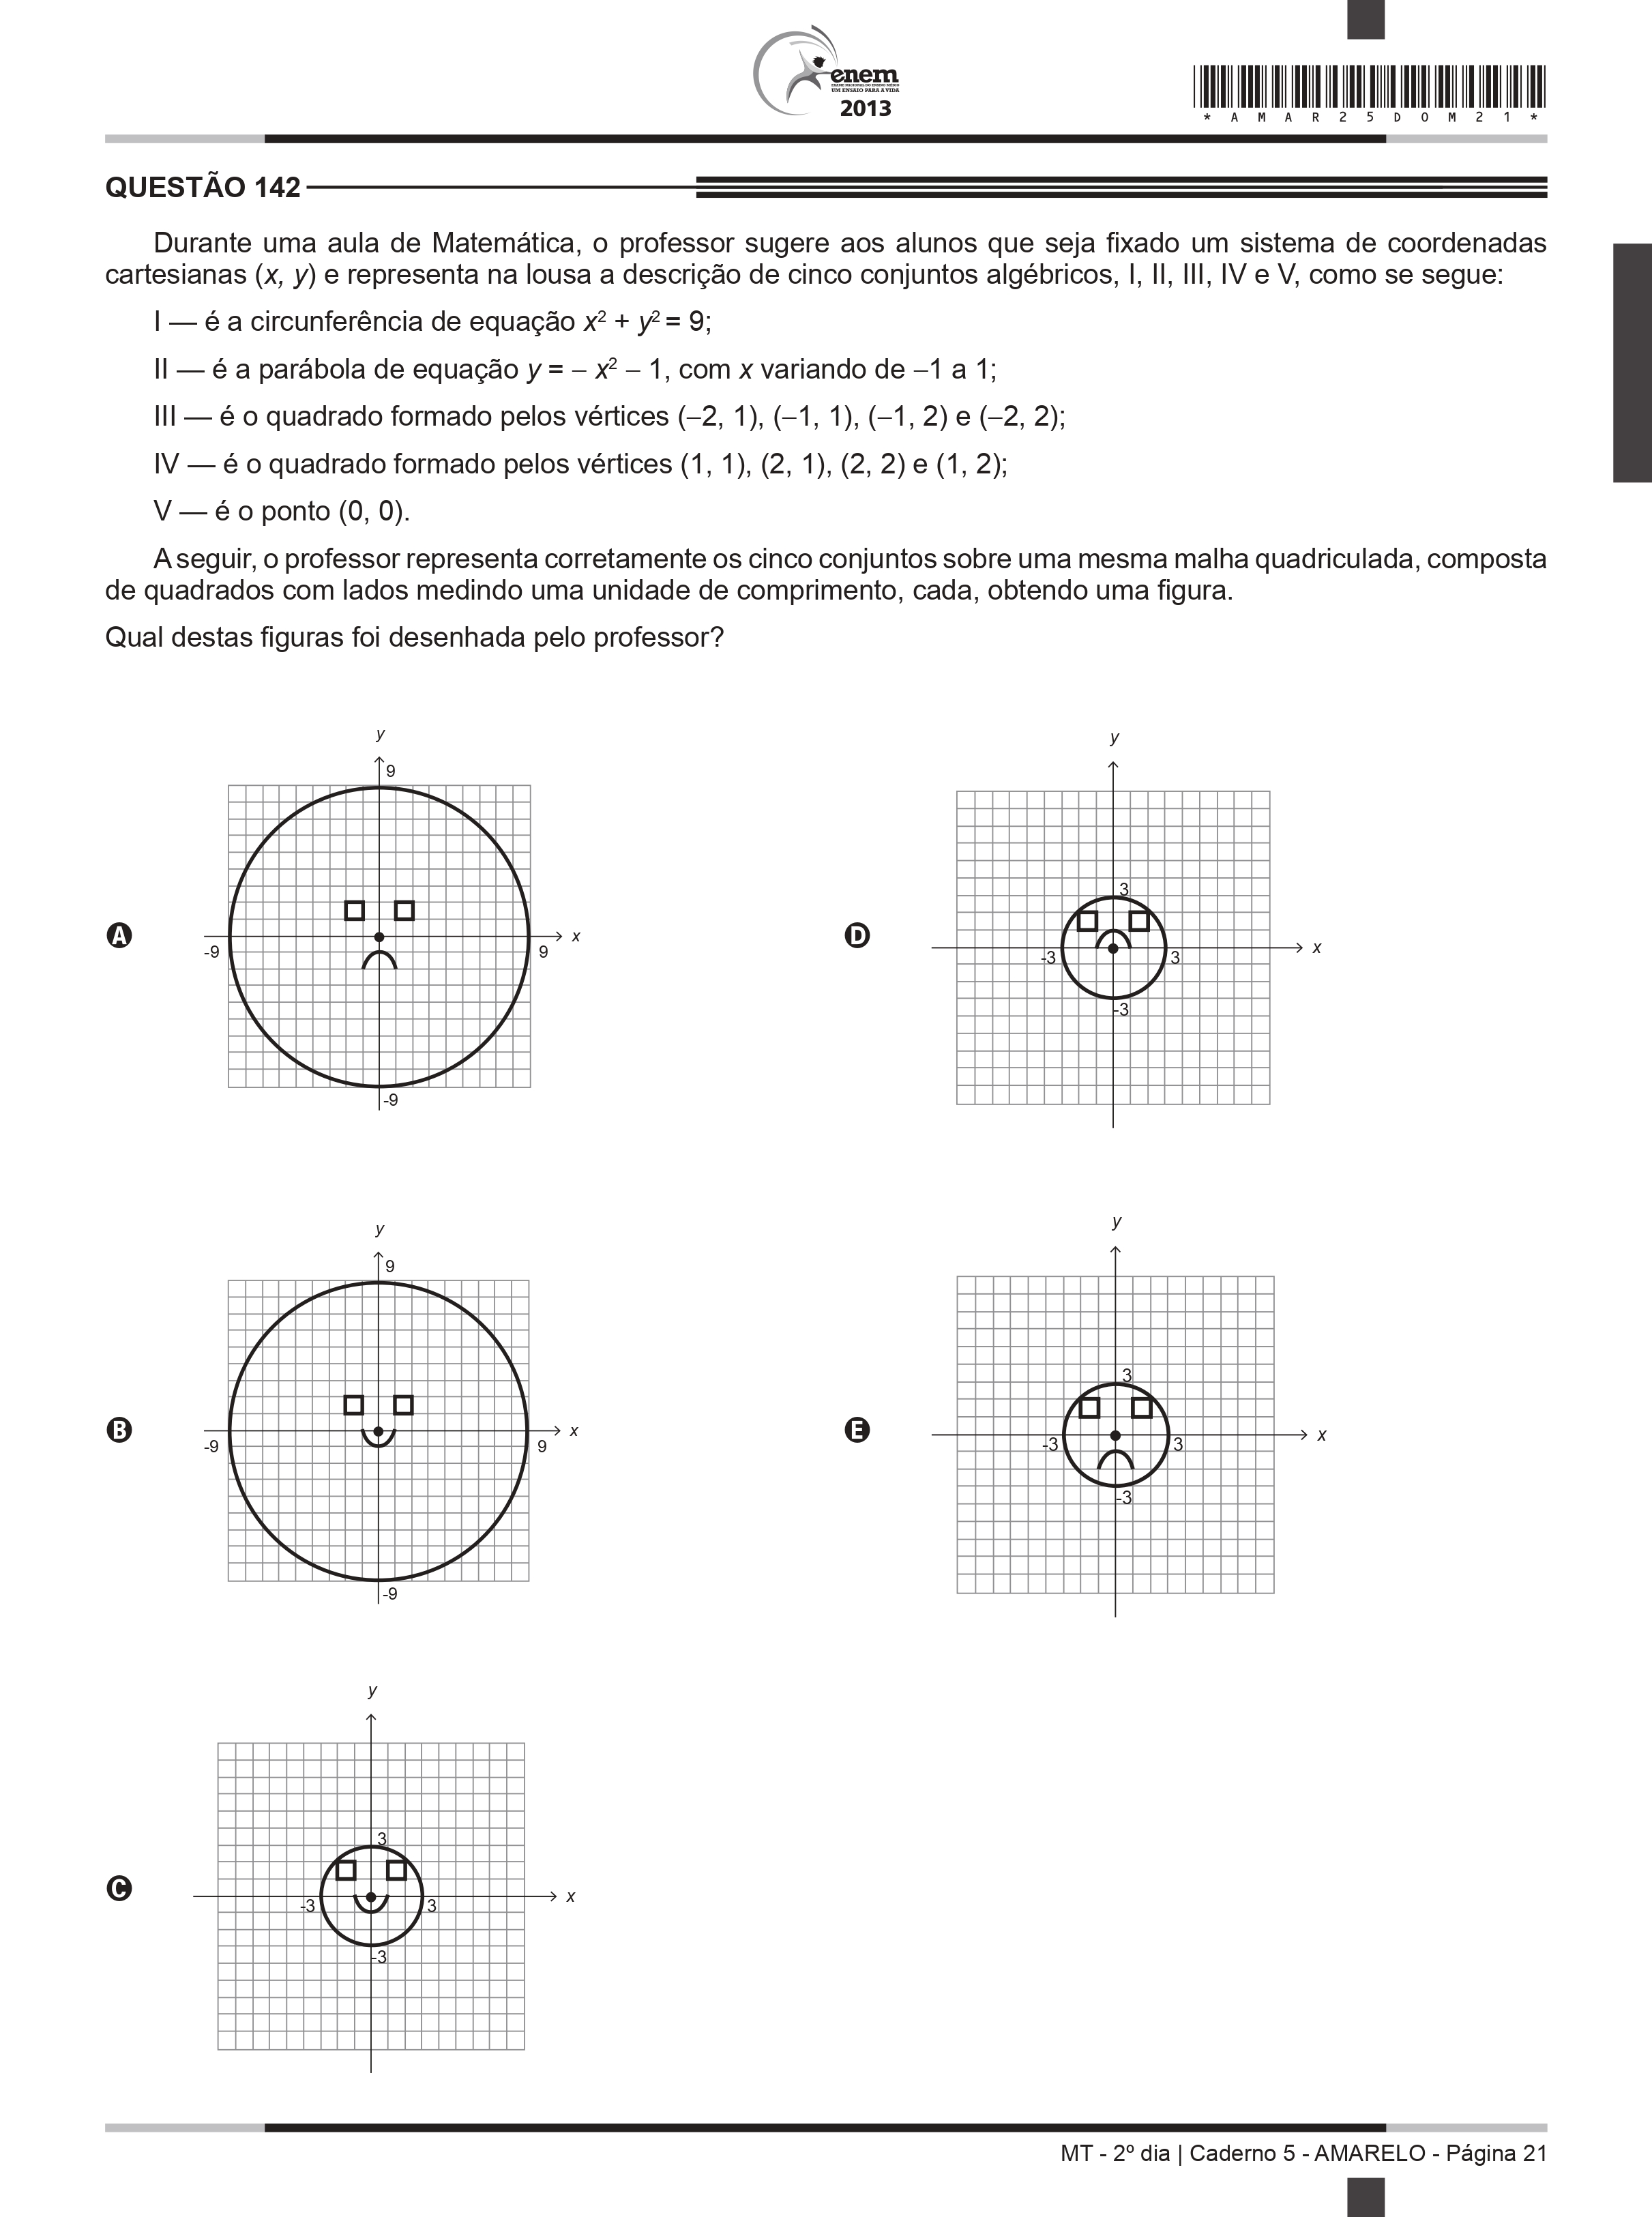 enem
EXAME NACIONAL DO ENSINO MÉDIO
UM ENSAIO PARA A VIDA
2013
* A M A R 2 5 D O M 2 1 *
QUESTÃO 142
Durante uma aula de Matemática, o professor sugere aos alunos que seja fixado um sistema de coordenadas
cartesianas (x, y) e representa na lousa a descrição de cinco conjuntos algébricos, I, II, III, IV e V, como se segue:
I — é a circunferência de equação x² + y² = 9;
II — é a parábola de equação y = − x² − 1, com x variando de −1 a 1;
III — é o quadrado formado pelos vértices (−2, 1), (−1, 1), (−1, 2) e (−2, 2);
IV — é o quadrado formado pelos vértices (1, 1), (2, 1), (2, 2) e (1, 2);
V — é o ponto (0, 0).
A seguir, o professor representa corretamente os cinco conjuntos sobre uma mesma malha quadriculada, composta
de quadrados com lados medindo uma unidade de comprimento, cada, obtendo uma figura.
Qual destas figuras foi desenhada pelo professor?
A
y
9
x
-9
9
-9
B
y
9
x
-9
9
-9
C
y
3
x
-3
3
-3
D
y
3
x
-3
3
-3
E
y
3
x
-3
3
-3
MT - 2º dia | Caderno 5 - AMARELO - Página 21